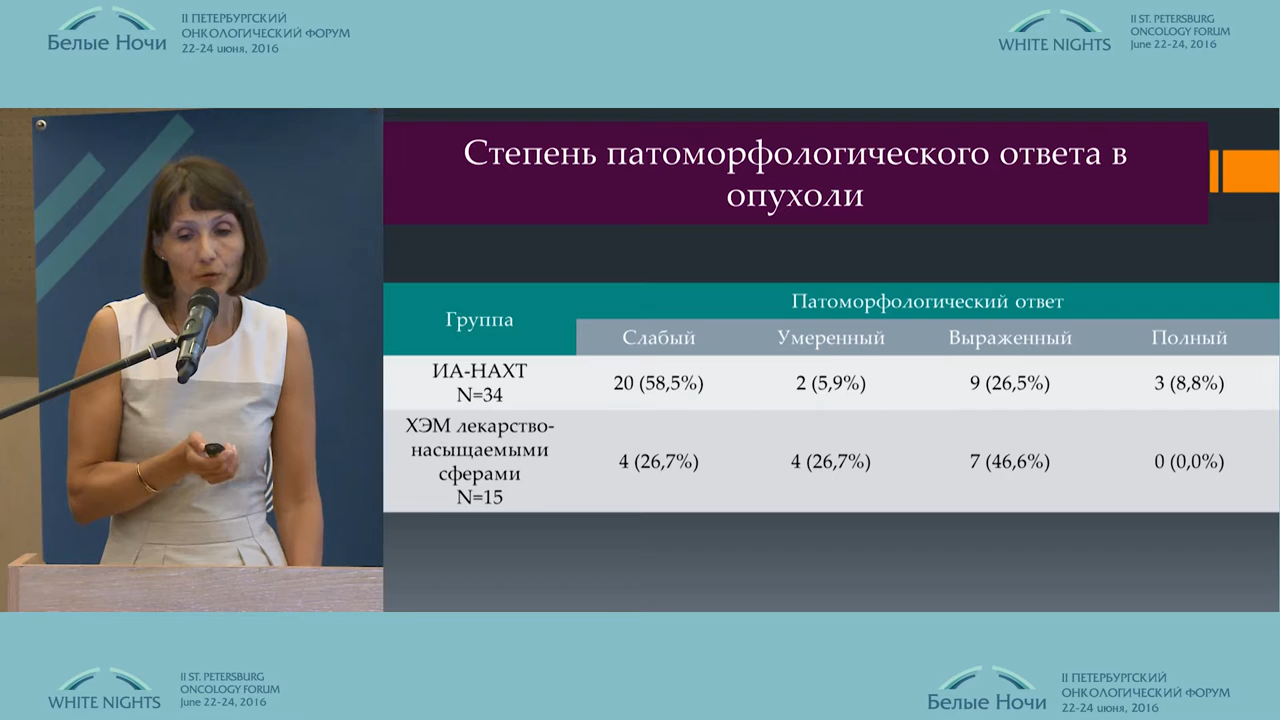 Белые Ночи
II ПЕТЕРБУРГСКИЙ
ОНКОЛОГИЧЕСКИЙ ФОРУМ
22-24 июня, 2016
WHITE NIGHTS
II ST. PETERSBURG
ONCOLOGY FORUM
June 22-24, 2016
Степень патоморфологического ответа в
опухоли
Группа
Патоморфологический ответ
Слабый Умеренный Выраженный Полный
ИА-НАХТ
N=34
20 (58,5%) 2 (5,9%) 9 (26,5%) 3 (8,8%)
ХЭМ лекарство-
насыщаемыми
сферами
N=15
4 (26,7%) 4 (26,7%) 7 (46,6%) 0 (0,0%)
WHITE NIGHTS
II ST. PETERSBURG
ONCOLOGY FORUM
June 22-24, 2016
Белые Ночи
II ПЕТЕРБУРГСКИЙ
ОНКОЛОГИЧЕСКИЙ ФОРУМ
22-24 июня, 2016